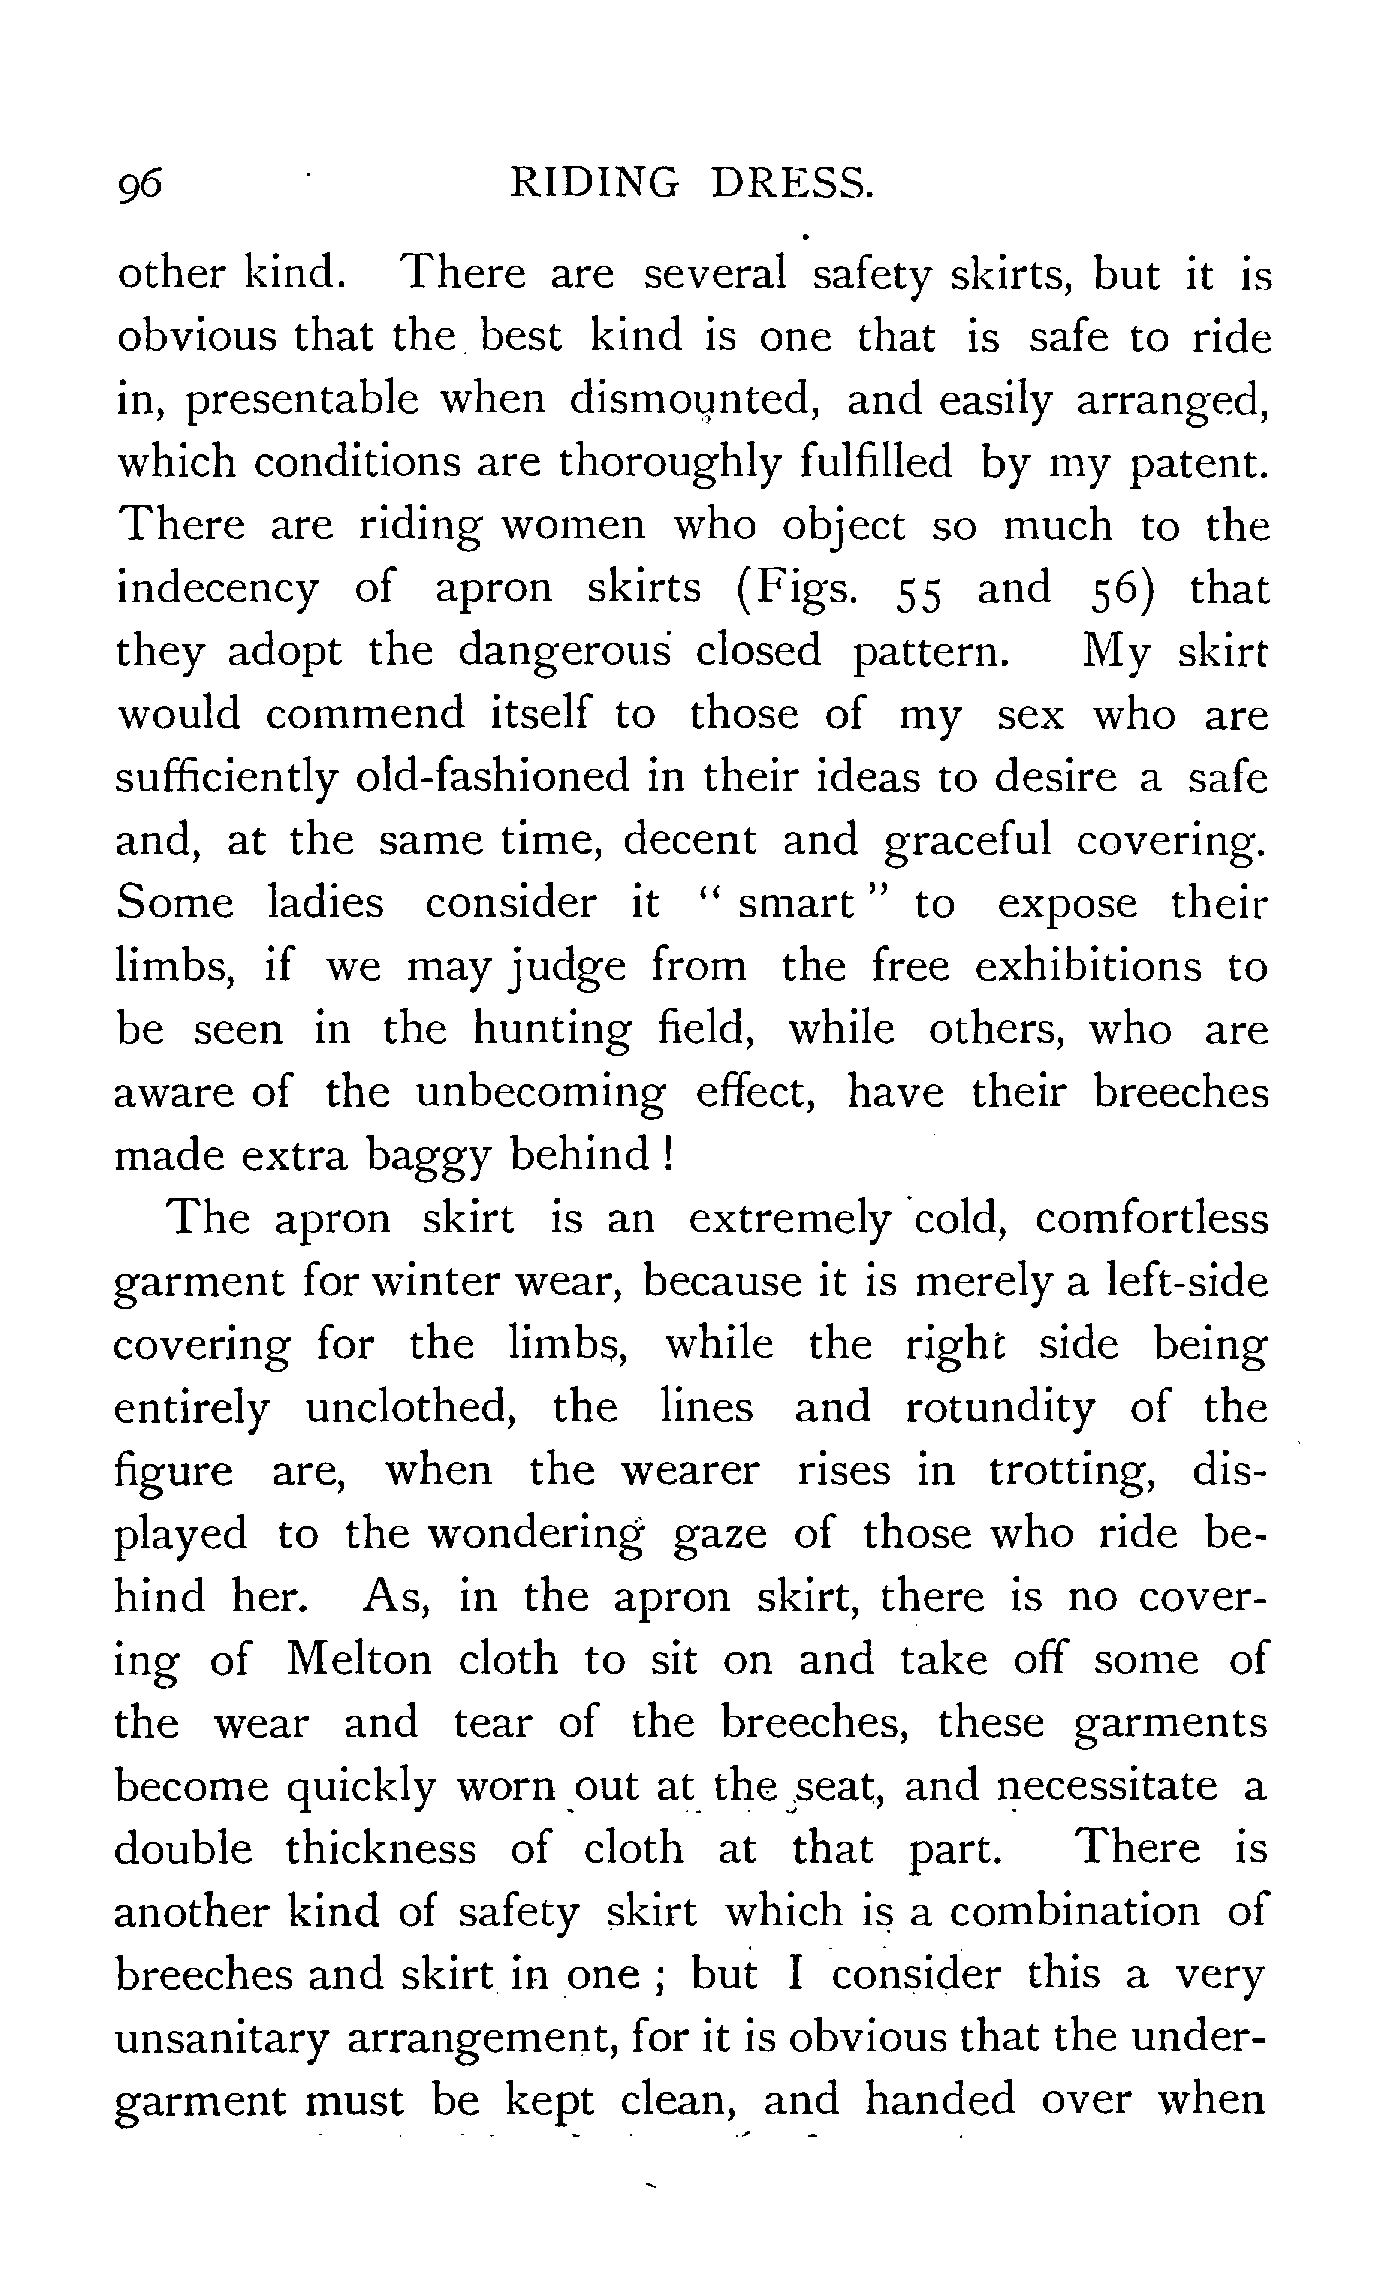 96 RIDING DRESS.
other kind. There are several safety skirts, but it is
obvious that the best kind is one that is safe to ride
in, presentable when dismounted, and easily arranged,
which conditions are thoroughly fulfilled by my patent.
There are riding women who object so much to the
indecency of apron skirts (Figs. 55 and 56) that
they adopt the dangerous closed pattern. My skirt
would commend itself to those of my sex who are
sufficiently old-fashioned in their ideas to desire a safe
and, at the same time, decent and graceful covering.
Some ladies consider it “ smart ” to expose their
limbs, if we may judge from the free exhibitions to
be seen in the hunting field, while others, who are
aware of the unbecoming effect, have their breeches
made extra baggy behind !
The apron skirt is an extremely cold, comfortless
garment for winter wear, because it is merely a left-side
covering for the limbs, while the right side being
entirely unclothed, the lines and rotundity of the
figure are, when the wearer rises in trotting, dis-
played to the wondering gaze of those who ride be-
hind her. As, in the apron skirt, there is no cover-
ing of Melton cloth to sit on and take off some of
the wear and tear of the breeches, these garments
become quickly worn out at the seat, and necessitate a
double thickness of cloth at that part. There is
another kind of safety skirt which is a combination of
breeches and skirt in one ; but I consider this a very
unsanitary arrangement, for it is obvious that the under-
garment must be kept clean, and handed over when